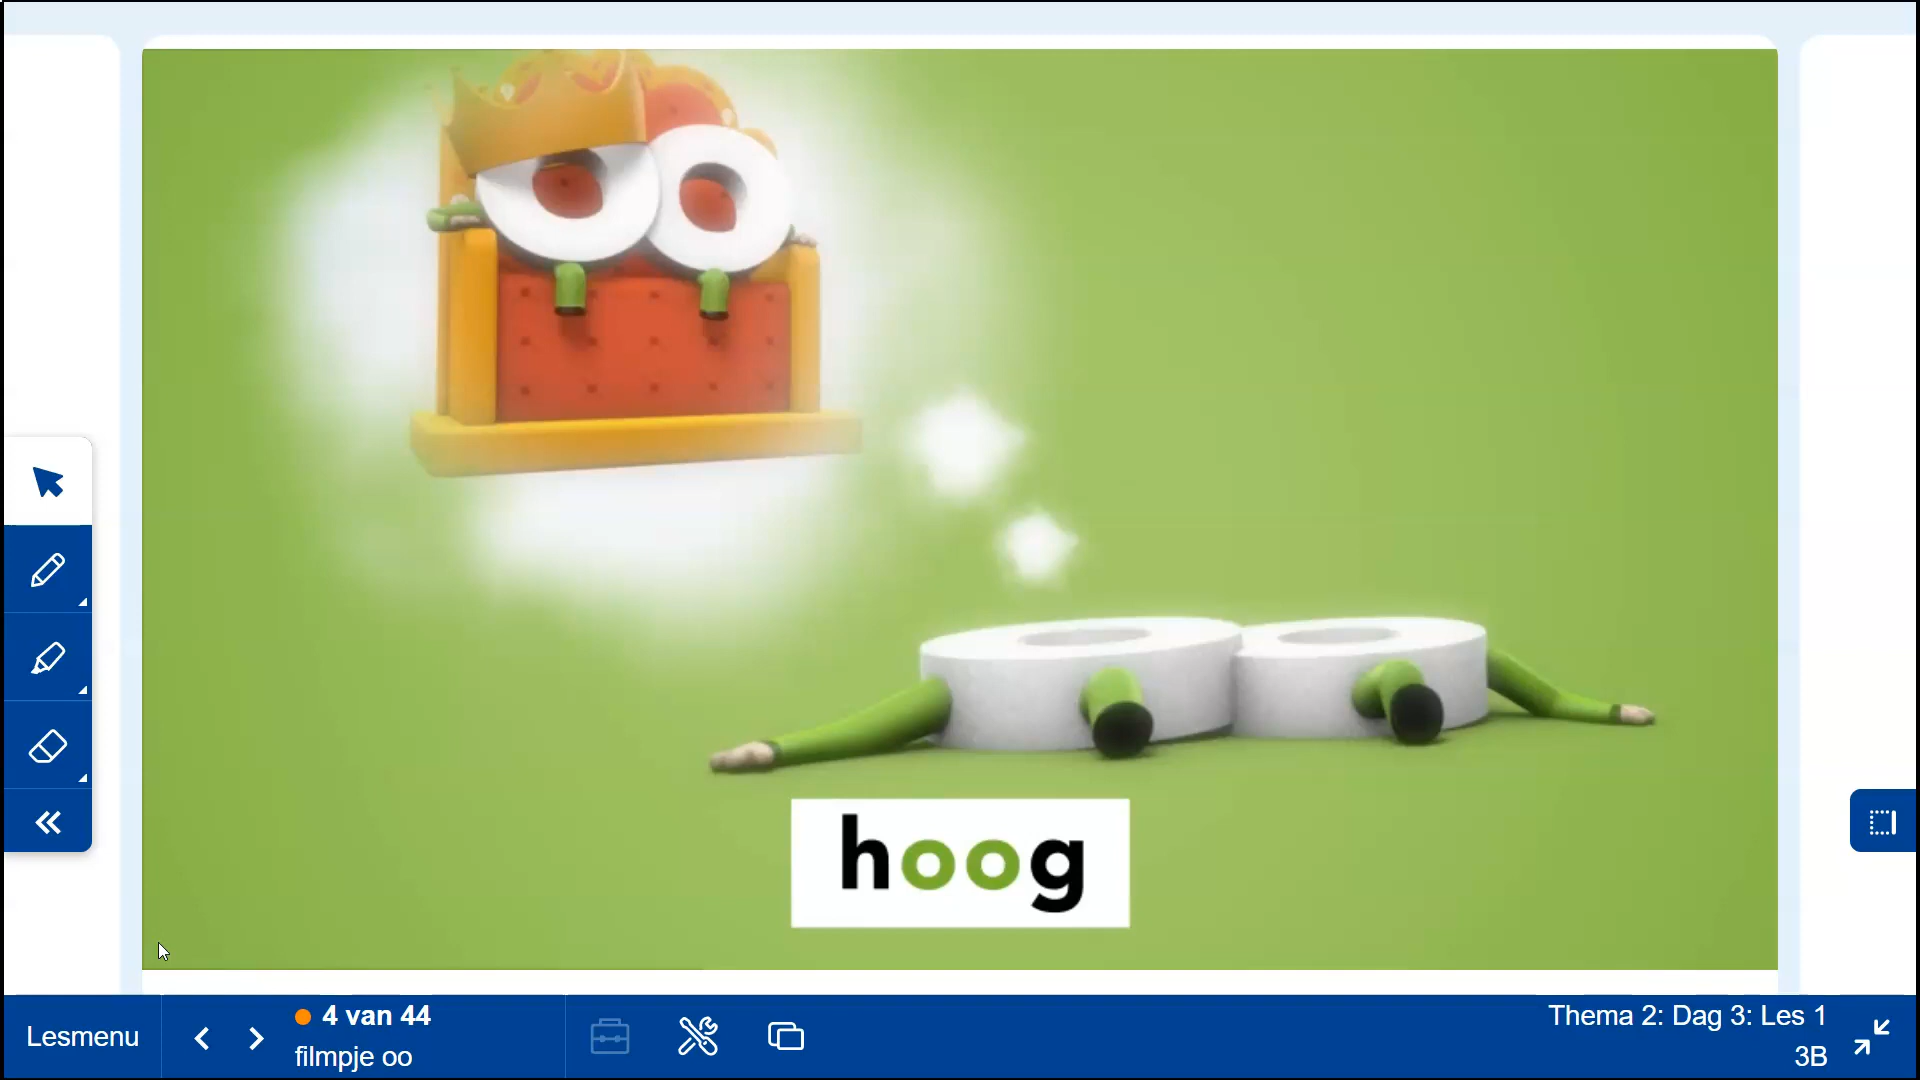 hoog
Lesmenu
4 van 44
filmpje oo
Thema 2: Dag 3: Les 1
3B